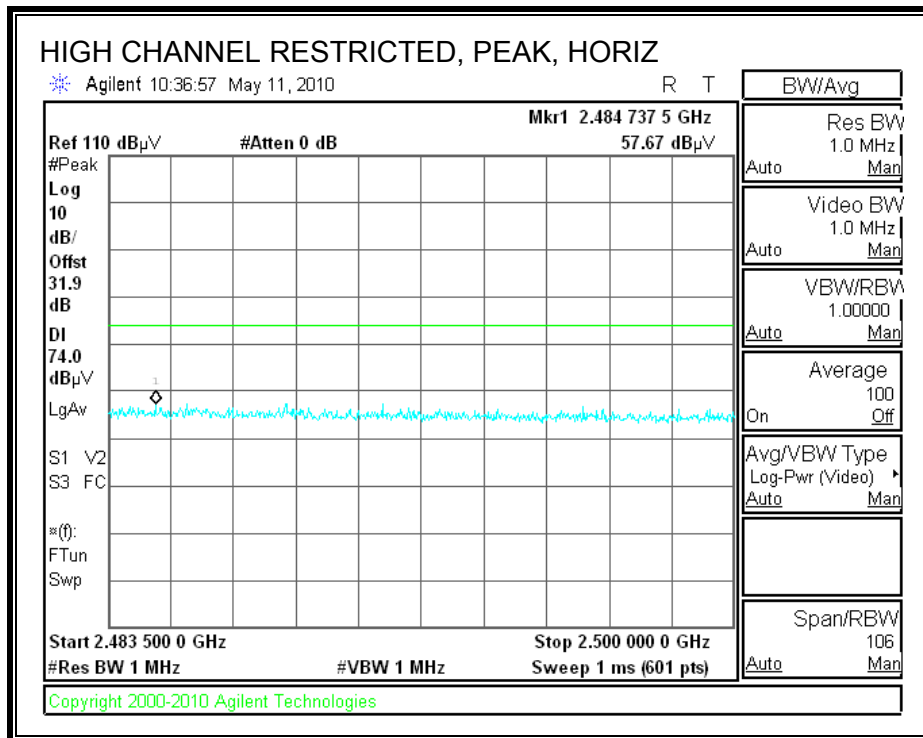 HIGH CHANNEL RESTRICTED, PEAK, HORIZ
Agilent 10:36:57 May 11, 2010 R T
Mkr1 2.484 737 5 GHz
Ref 110 dBµV #Atten 0 dB 57.67 dBµV
#Peak
Log
10
dB/
Offst
31.9
dB
DI
74.0
dBµV
LgAv
S1 V2
S3 FC
¤(f):
FTun
Swp
1
Start 2.483 500 0 GHz Stop 2.500 000 0 GHz
#Res BW 1 MHz #VBW 1 MHz Sweep 1 ms (601 pts)
Copyright 2000-2010 Agilent Technologies
BW/Avg
Res BW
1.0 MHz
Auto Man
Video BW
1.0 MHz
Auto Man
VBW/RBW
1.00000
Auto Man
Average
100
On Off
Avg/VBW Type
Log-Pwr (Video)
Auto Man
Span/RBW
106
Auto Man